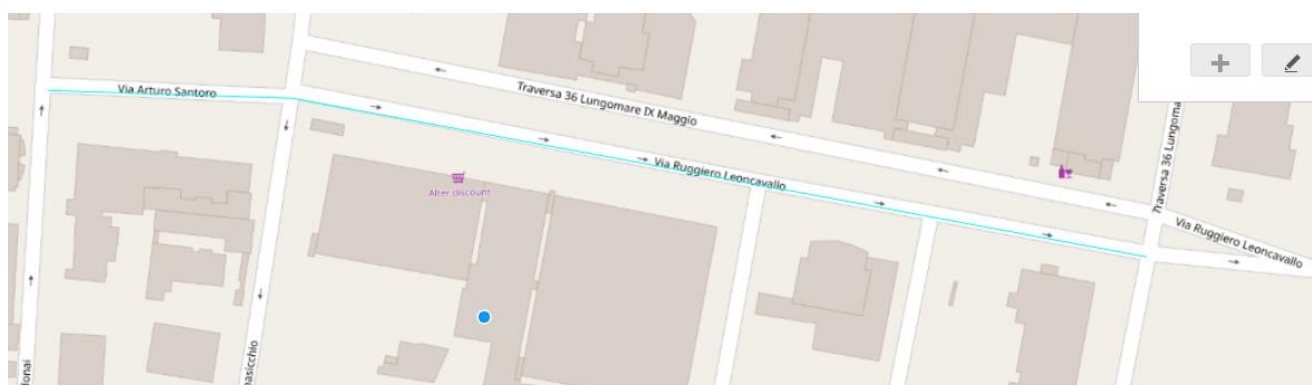 Via Arturo Santoro
Traversa 36 Lungomare IX Maggio
Via Ruggiero Leoncavallo
Alter discount
Traversa 36 Lungoma
Via Ruggiero Leoncavallo